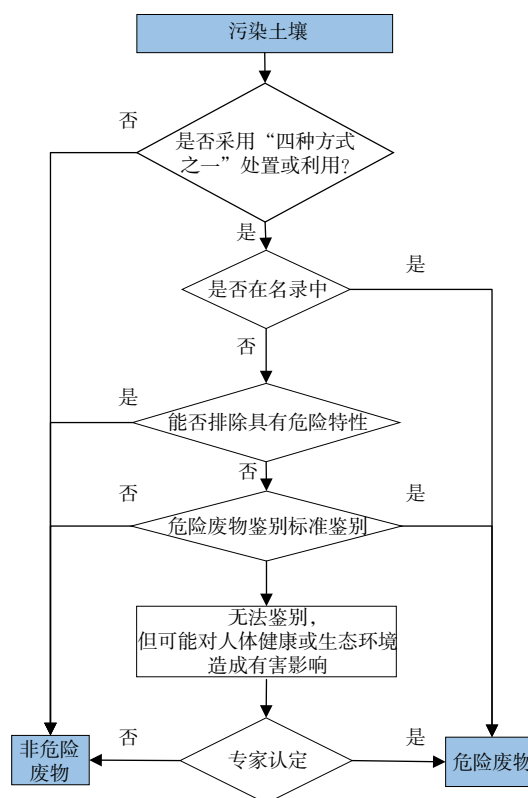 污染土壤
否
是否采用“四种方式
之一”处置或利用?
是
是
是否在名录中
否
是
能否排除具有危险特性
否
否
是
危险废物鉴别标准鉴别
无法鉴别,
但可能对人体健康或生态环境
造成有害影响
否
是
非危险
废物
专家认定
危险废物